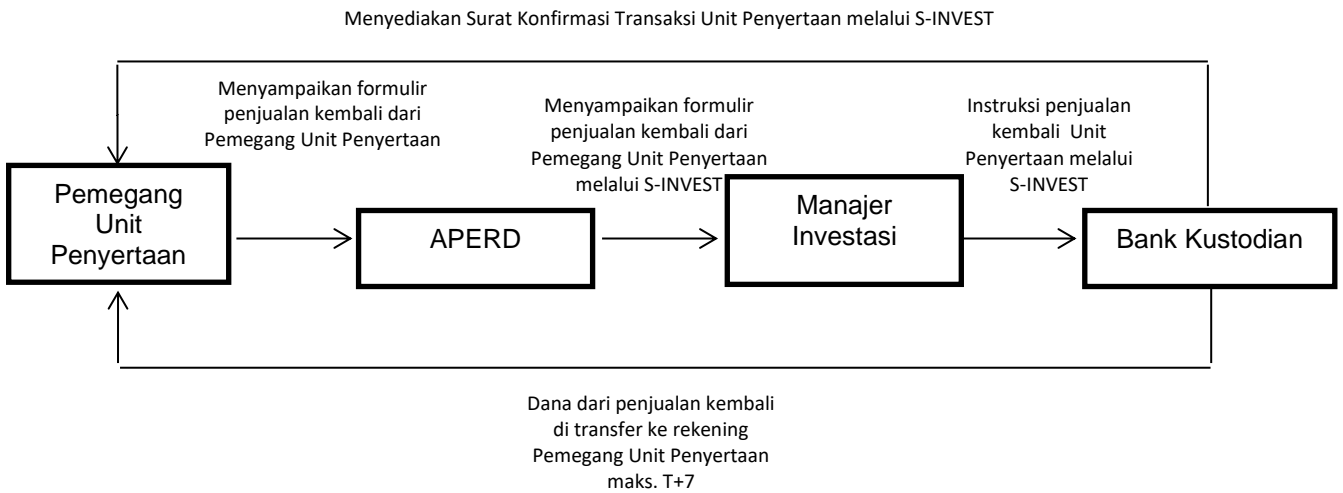 Menyediakan Surat Konfirmasi Transaksi Unit Penyertaan melalui S-INVEST
Menyampaikan formulir
penjualan kembali dari
Pemegang Unit Penyertaan
Menyampaikan formulir
penjualan kembali dari
Pemegang Unit Penyertaan
melalui S-INVEST
Instruksi penjualan
kembali Unit
Penyertaan melalui
S-INVEST
Pemegang
Unit
Penyertaan
APERD
Manajer
Investasi
Bank Kustodian
Dana dari penjualan kembali
di transfer ke rekening
Pemegang Unit Penyertaan
maks. T+7